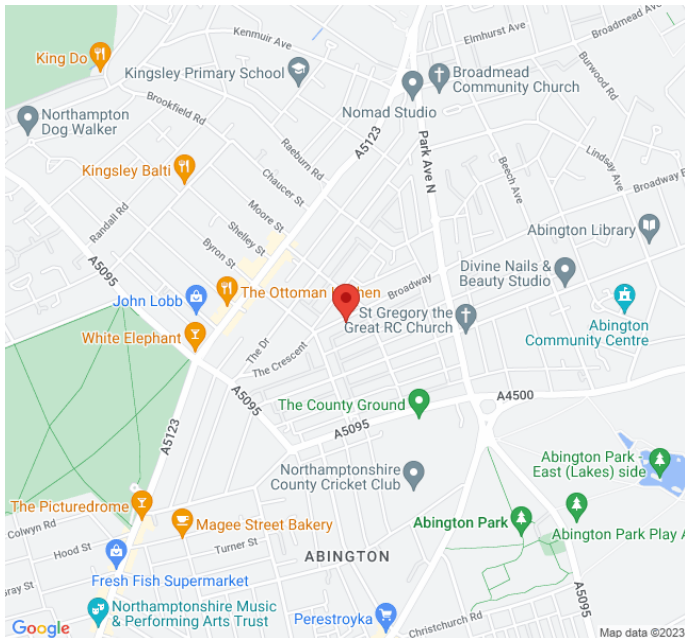 Kenmuir Ave
Elmhurst Ave
Broadmead Ave
King Do
Kingsley Primary School
Broadmead
Community Church
Burwood Rd
Nomad Studio
Brookfield Rd
Northampton
Dog Walker
A5123
Park Ave N
Raeburn Rd
Lindsay Ave
Kingsley Balti
Chaucer St
Beech Ave
Broadway E
Randall Rd
Moore St
Shelley St
Abington Library
Byron St
A5095
Divine Nails &
Beauty Studio
Broadway
John Lobb
The Ottoman
hen
St Gregory the
Great RC Church
Abington
Community Centre
White Elephant
The Dr
The Crescent
A5095
A4500
The County Ground
A5095
A5123
Abington Park -
East (Lakes) side
Northamptonshire
County Cricket Club
The Picturedrome
Colwyn Rd
Magee Street Bakery
Abington Park
Abington Park Play A
Hood St
Turner St
ABINGTON
Gray St
Fresh Fish Supermarket
A5095
Northamptonshire Music
& Performing Arts Trust
Perestroyka
Christchurch Rd
Google
Map data ©2023